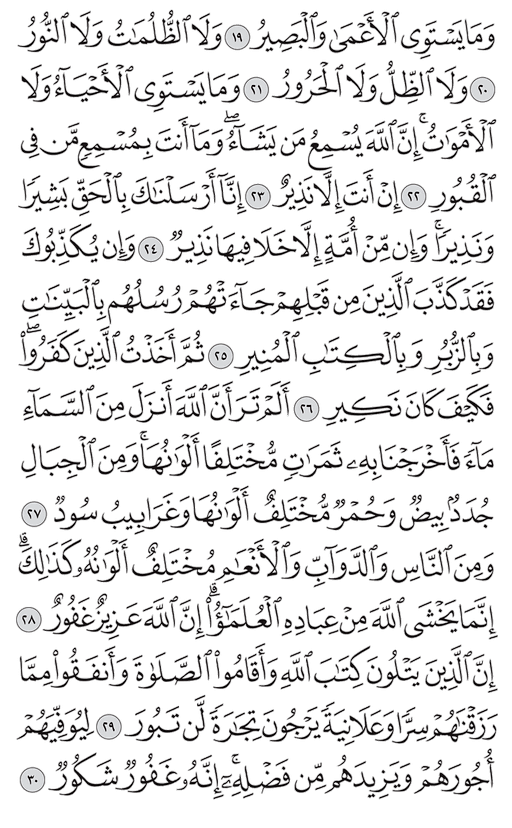 وَمَا يَسۡتَوِي ٱلۡأَعۡمَىٰ وَٱلۡبَصِيرُ ١٩ وَلَا ٱلظُّلُمَٰتُ وَلَا ٱلنُّورُ
٢٠ وَلَا ٱلظِّلُّ وَلَا ٱلۡحَرُورُ ٢١ وَمَا يَسۡتَوِي ٱلۡأَحۡيَآءُ وَلَا
ٱلۡأَمۡوَٰتُۚ إِنَّ ٱللَّهَ يُسۡمِعُ مَن يَشَآءُۖ وَمَآ أَنتَ بِمُسۡمِعٖ مَّن فِي
ٱلۡقُبُورِ ٢٢ إِنۡ أَنتَ إِلَّا نَذِيرٌ ٢٣ إِنَّآ أَرۡسَلۡنَٰكَ بِٱلۡحَقِّ بَشِيرٗا
وَنَذِيرٗاۚ وَإِن مِّنۡ أُمَّةٍ إِلَّا خَلَا فِيهَا نَذِيرٞ ٢٤ وَإِن يُكَذِّبُوكَ
فَقَدۡ كَذَّبَ ٱلَّذِينَ مِن قَبۡلِهِمۡ جَآءَتۡهُمۡ رُسُلُهُم بِٱلۡبَيِّنَٰتِ
وَبِٱلزُّبُرِ وَبِٱلۡكِتَٰبِ ٱلۡمُنِيرِ ٢٥ ثُمَّ أَخَذۡتُ ٱلَّذِينَ كَفَرُواْۖ
فَكَيۡفَ كَانَ نَكِيرِ ٢٦ أَلَمۡ تَرَ أَنَّ ٱللَّهَ أَنزَلَ مِنَ ٱلسَّمَآءِ
مَآءٗ فَأَخۡرَجۡنَا بِهِۦ ثَمَرَٰتٖ مُّخۡتَلِفًا أَلۡوَٰنُهَاۚ وَمِنَ ٱلۡجِبَالِ
جُدَدُۢ بِيضٞ وَحُمۡرٞ مُّخۡتَلِفٌ أَلۡوَٰنُهَا وَغَرَابِيبُ سُودٞ ٢٧
وَمِنَ ٱلنَّاسِ وَٱلدَّوَآبِّ وَٱلۡأَنۡعَٰمِ مُخۡتَلِفٌ أَلۡوَٰنُهُۥ كَذَٰلِكَۗ
إِنَّمَا يَخۡشَى ٱللَّهَ مِنۡ عِبَادِهِ ٱلۡعُلَمَٰٓؤُاْۗ إِنَّ ٱللَّهَ عَزِيزٌ غَفُورٌ ٢٨
إِنَّ ٱلَّذِينَ يَتۡلُونَ كِتَٰبَ ٱللَّهِ وَأَقَامُواْ ٱلصَّلَوٰةَ وَأَنفَقُواْ مِمَّا
رَزَقۡنَٰهُمۡ سِرّٗا وَعَلَانِيَةٗ يَرۡجُونَ تِجَٰرَةٗ لَّن تَبُورَ ٢٩ لِيُوَفِّيَهُمۡ
أُجُورَهُمۡ وَيَزِيدَهُم مِّن فَضۡلِهِۦٓۚ إِنَّهُۥ غَفُورٞ شَكُورٞ ٣٠